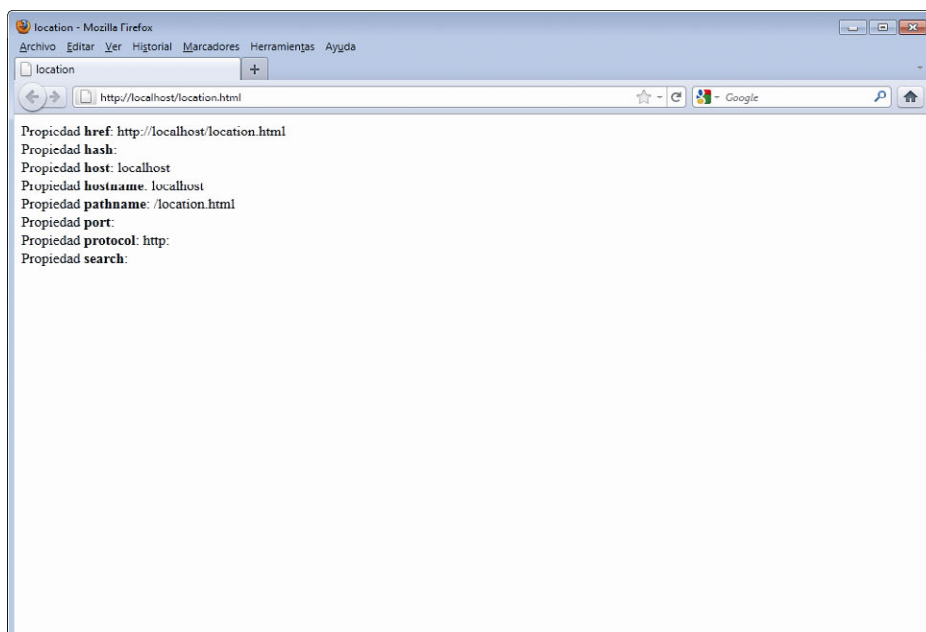 location - Mozilla Firefox
Archivo Editar Ver Historial Marcadores Herramientas Ayuda
location
http://localhost/location.html
Google
Propiedad href: http://localhost/location.html
Propiedad hash:
Propiedad host: localhost
Propiedad hostname: localhost
Propiedad pathname: /location.html
Propiedad port:
Propiedad protocol: http:
Propiedad search: